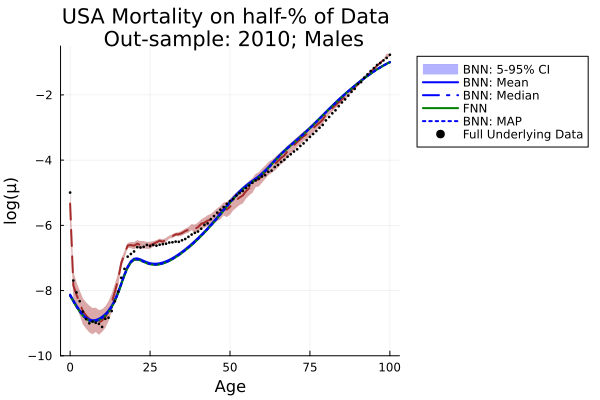 USA Mortality on half-% of Data
Out-sample: 2010; Males
BNN: 5-95% CI
BNN: Mean
BNN: Median
FNN
BNN: MAP
Full Underlying Data
log(μ)
−2
−4
−6
−8
−10
0 25 50 75 100
Age